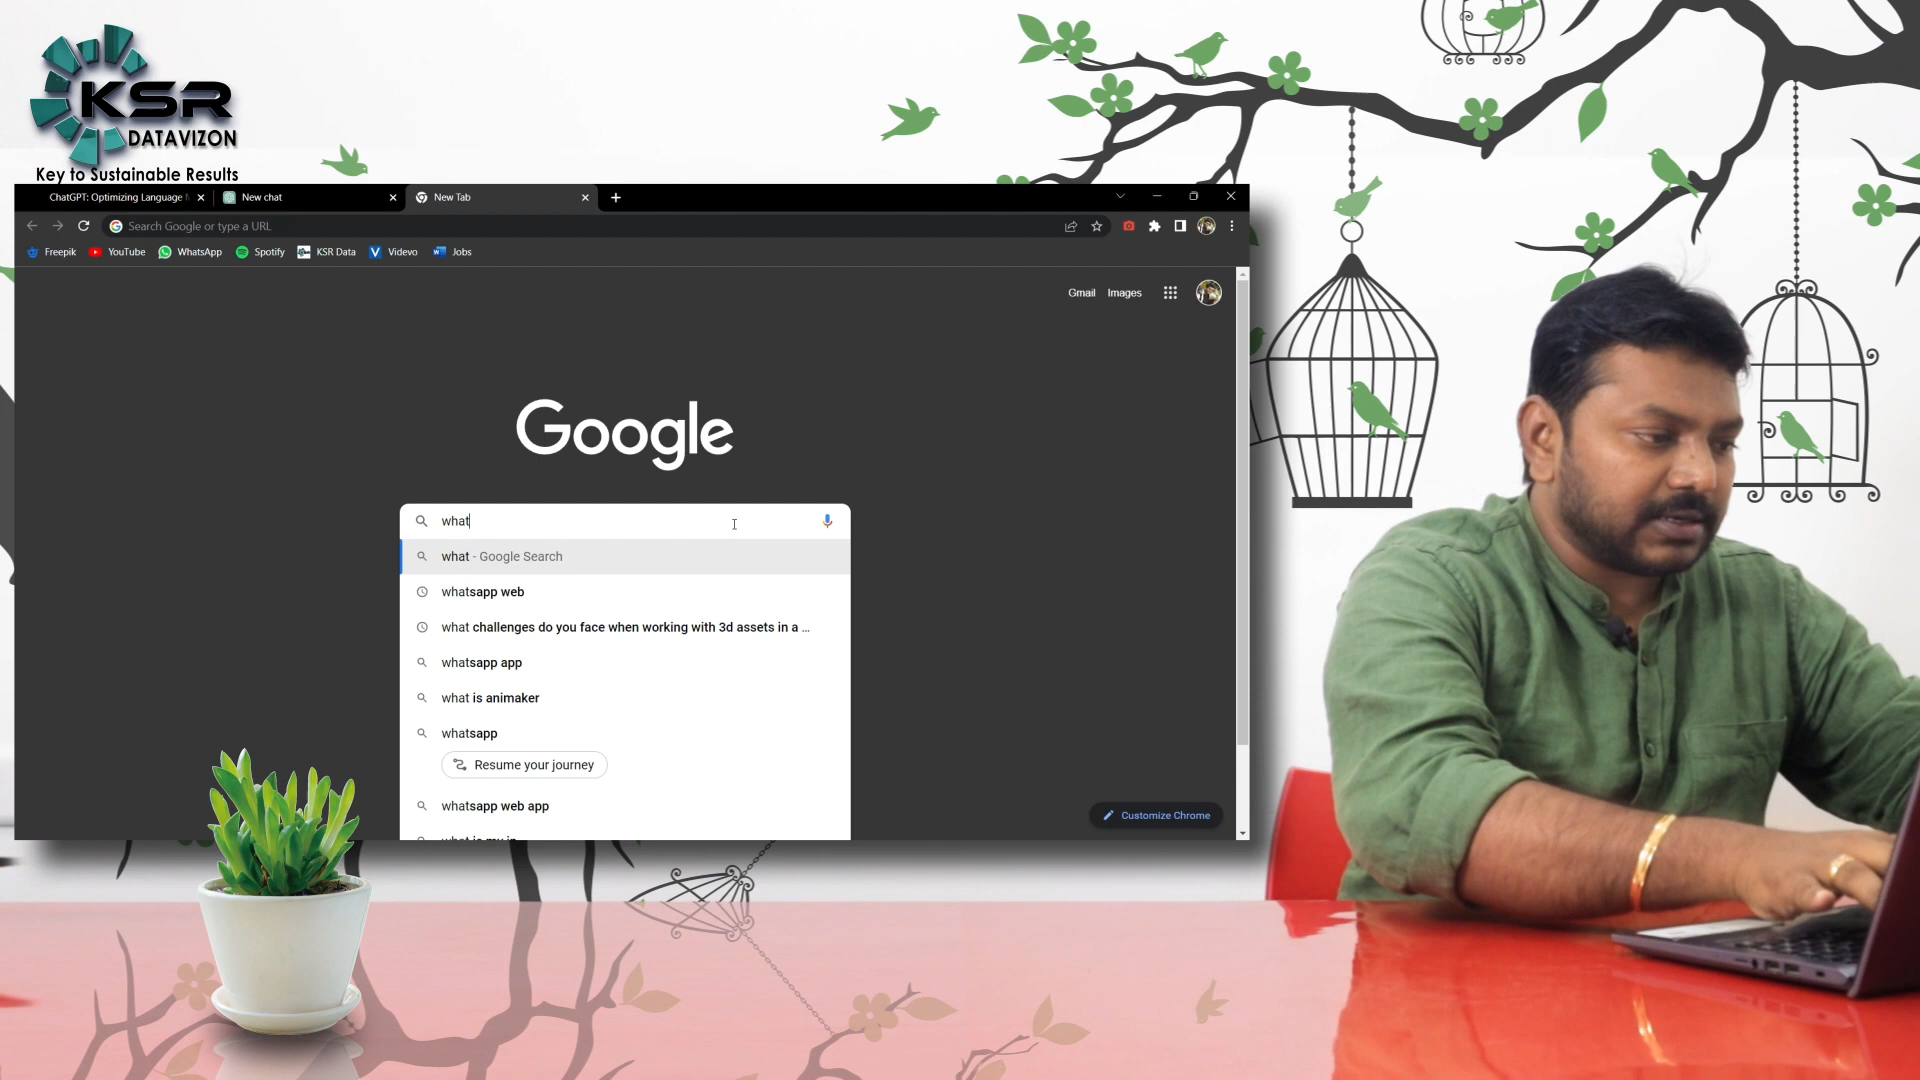 KSR
DATAVIZON
Key to Sustainable Results
ChatGPT: Optimizing Language
New chat
New Tab
Search Google or type a URL
Freepik
YouTube
WhatsApp
Spotify
KSR Data
Videvo
Jobs
Gmail
Images
Google
what
what - Google Search
whatsapp web
what challenges do you face when working with 3d assets in a ...
whatsapp app
what is animaker
whatsapp
Resume your journey
whatsapp web app
Customize Chrome